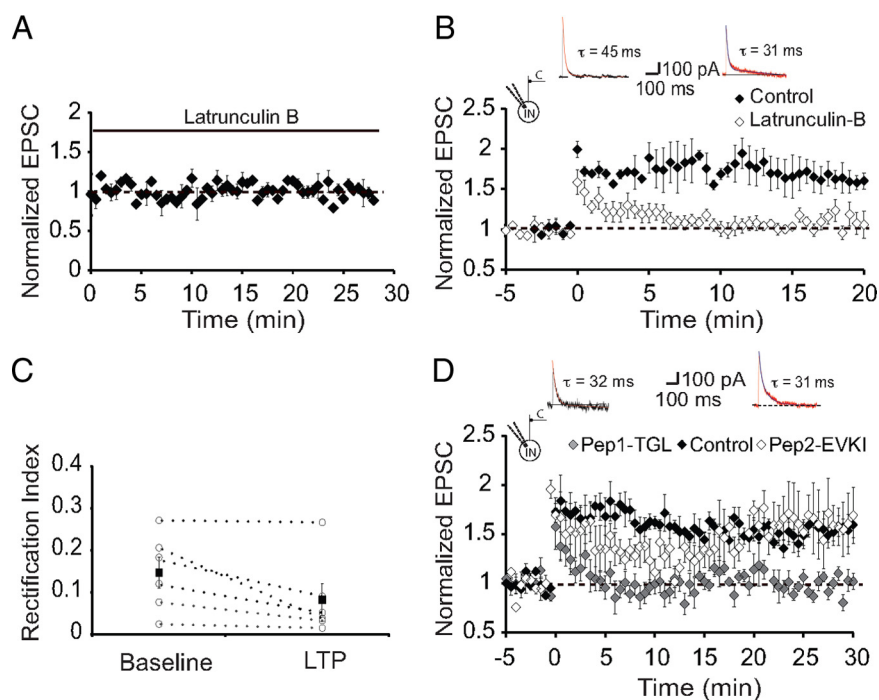 A
Latrunculin B
Normalized EPSC
2
1.5
1
0.5
0
0 5 10 15 20 25 30
Time (min)
B
τ = 45 ms
τ = 31 ms
100 pA
100 ms
C
IN
Control
Latrunculin-B
Normalized EPSC
2.5
2
1.5
1
0.5
-5 0 5 10 15 20
Time (min)
C
Rectification Index
0.4
0.3
0.2
0.1
0
Baseline LTP
D
τ = 32 ms
100 pA
100 ms
τ = 31 ms
C
IN
Pep1-TGL Control Pep2-EVKI
Normalized EPSC
2.5
2
1.5
1
0.5
-5 0 5 10 15 20 25 30
Time (min)